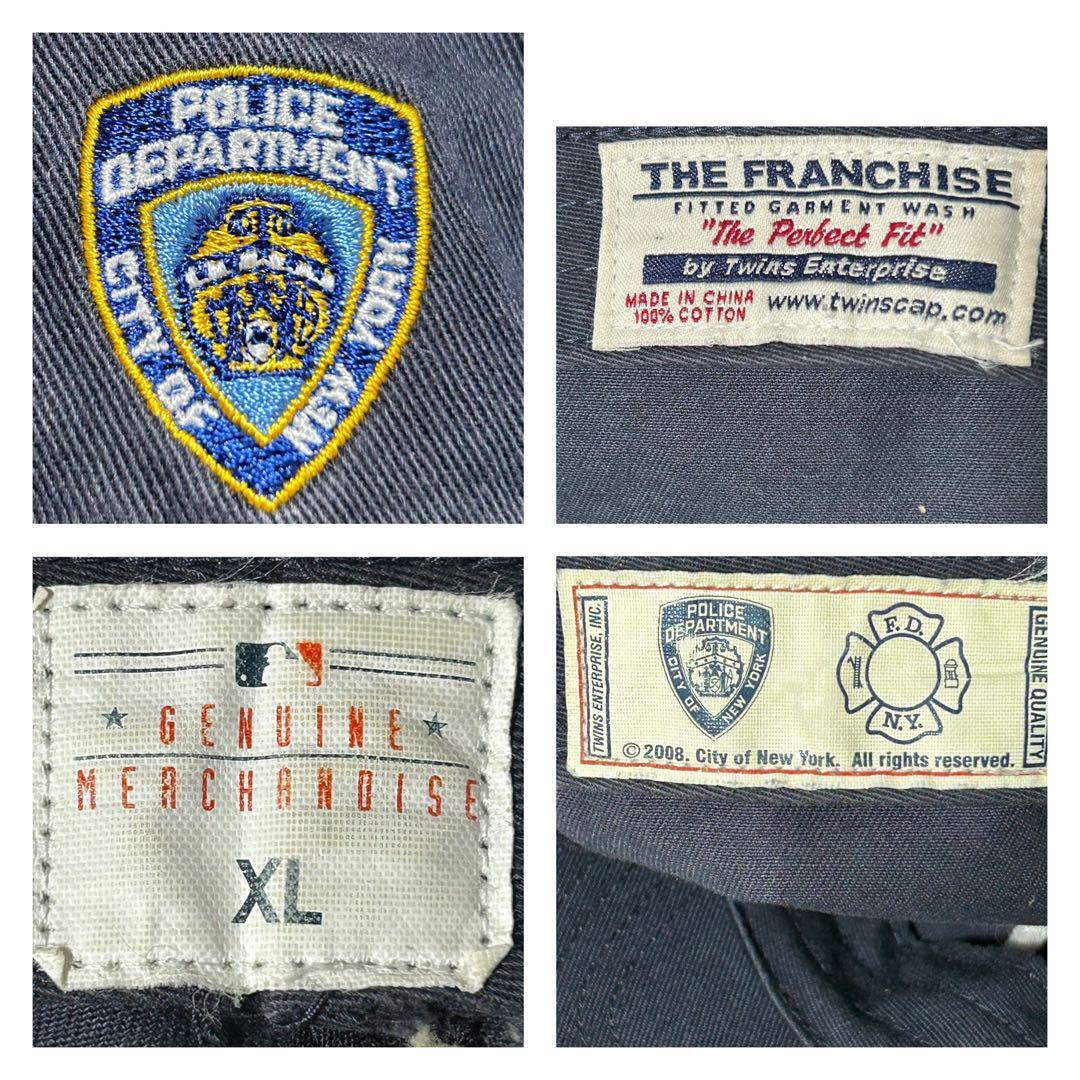 POLICE
DEPARTMENT
CITY OF
NEW YORK
THE FRANCHISE
FITTED GARMENT WASH
"The Perfect Fit"
by Twins Enterprise
MADE IN CHINA
100% COTTON
www.twinscap.com
GENUINE
MERCHANDISE
XL
TWINS ENTERPRISE, INC.
POLICE
DEPARTMENT
CITY OF
NEW YORK
F.D.
N.Y.
GENUINE QUALITY
© 2008. City of New York. All rights reserved.